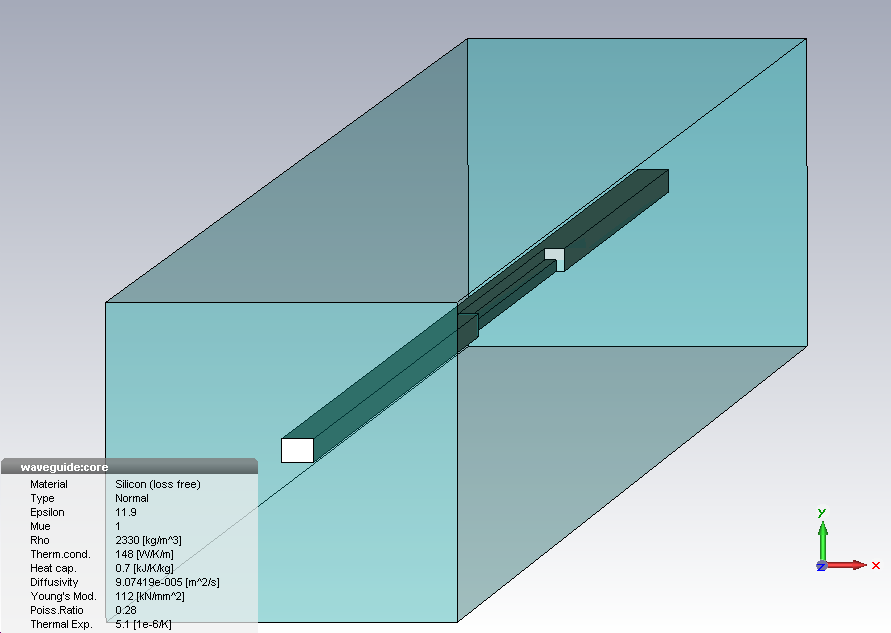 waveguide:core
Material Silicon (loss free)
Type Normal
Epsilon 11.9
Mue 1
Rho 2330 [kg/m^3]
Therm.cond. 148 [W/K/m]
Heat cap. 0.7 [kJ/K/kg]
Diffusivity 9.07419e-005 [m^2/s]
Young's Mod. 112 [kN/mm^2]
Poiss.Ratio 0.28
Thermal Exp. 5.1 [1e-6/K]
y
z
x